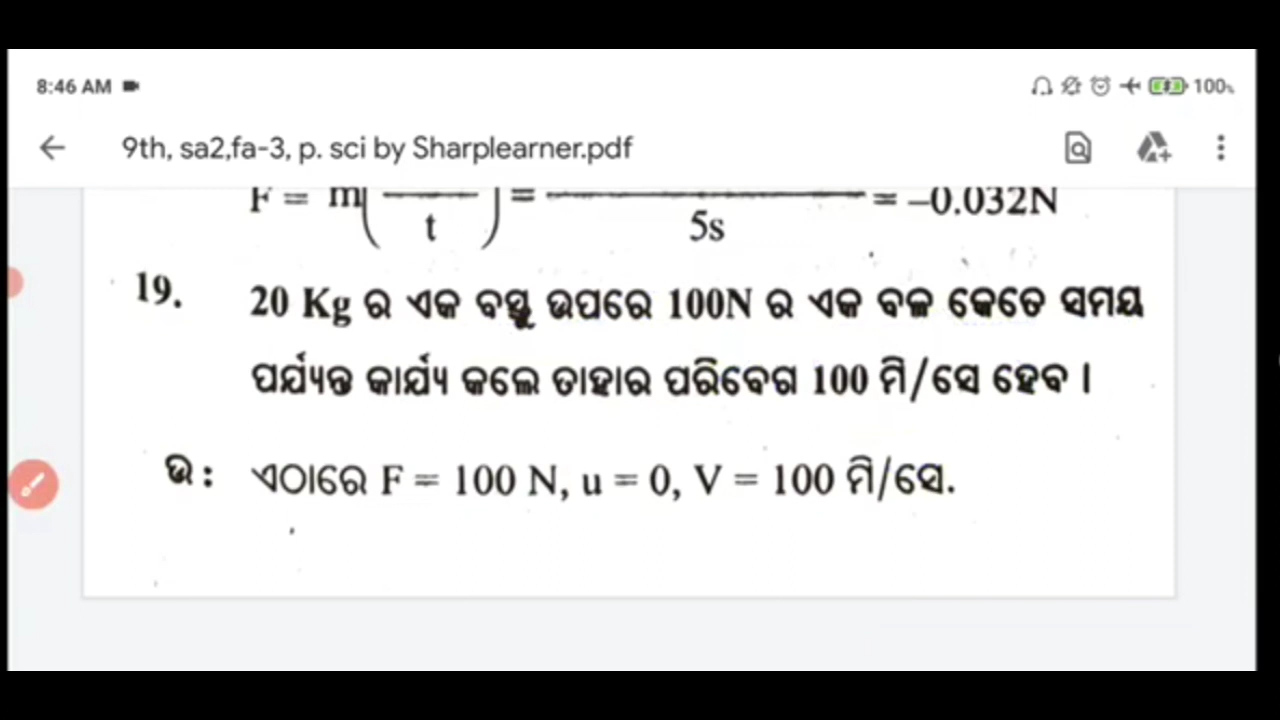 8:46 AM 100%
9th, sa2,fa-3, p. sci by Sharplearner.pdf
F = m( t ) = 5s = –0.032N
19. 20 Kg ର ଏକ ବସ୍ତୁ ଉପରେ 100N ର ଏକ ବଳ କେତେ ସମୟ
ପର୍ଯ୍ୟନ୍ତ କାର୍ଯ୍ୟ କଲେ ତାହାର ପରିବେଗ 100 ମି/ସେ ହେବ ।
ଉ : ଏଠାରେ F = 100 N, u = 0, V = 100 ମି/ସେ.